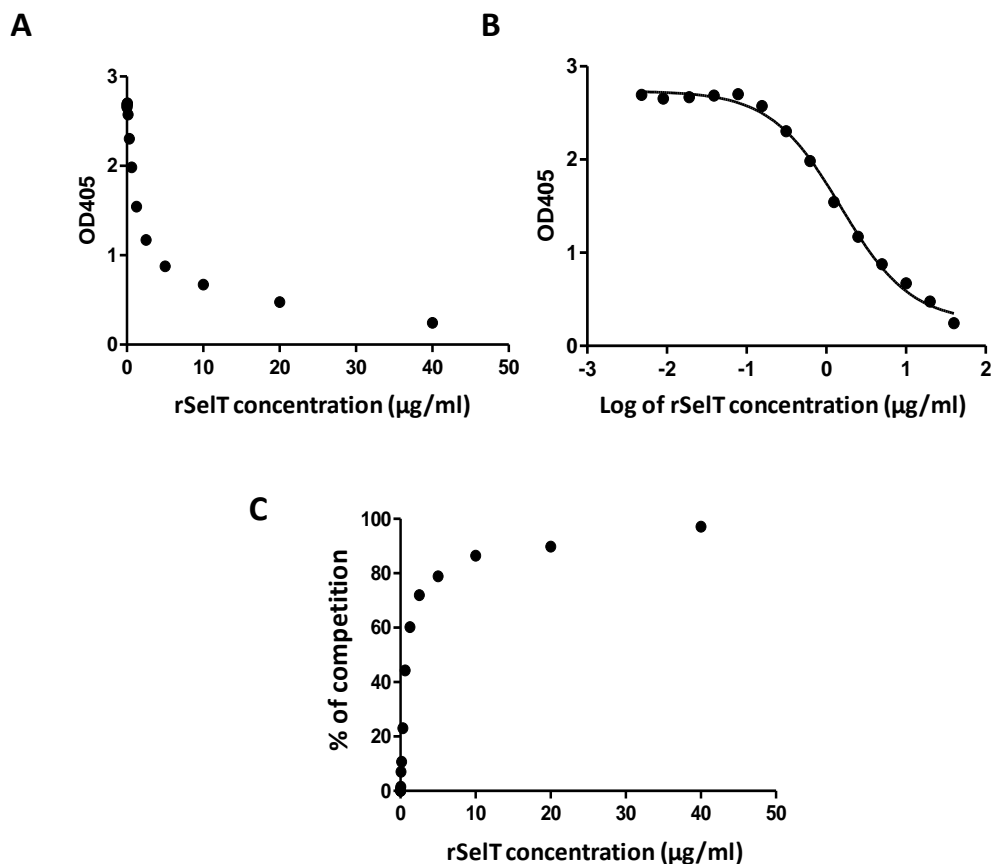 A
3
2
1
0
OD405
0 10 20 30 40 50
rSelT concentration (µg/ml)
B
3
2
1
0
OD405
-3 -2 -1 0 1 2
Log of rSelT concentration (µg/ml)
C
100
80
60
40
20
0
% of competition
0 10 20 30 40 50
rSelT concentration (µg/ml)